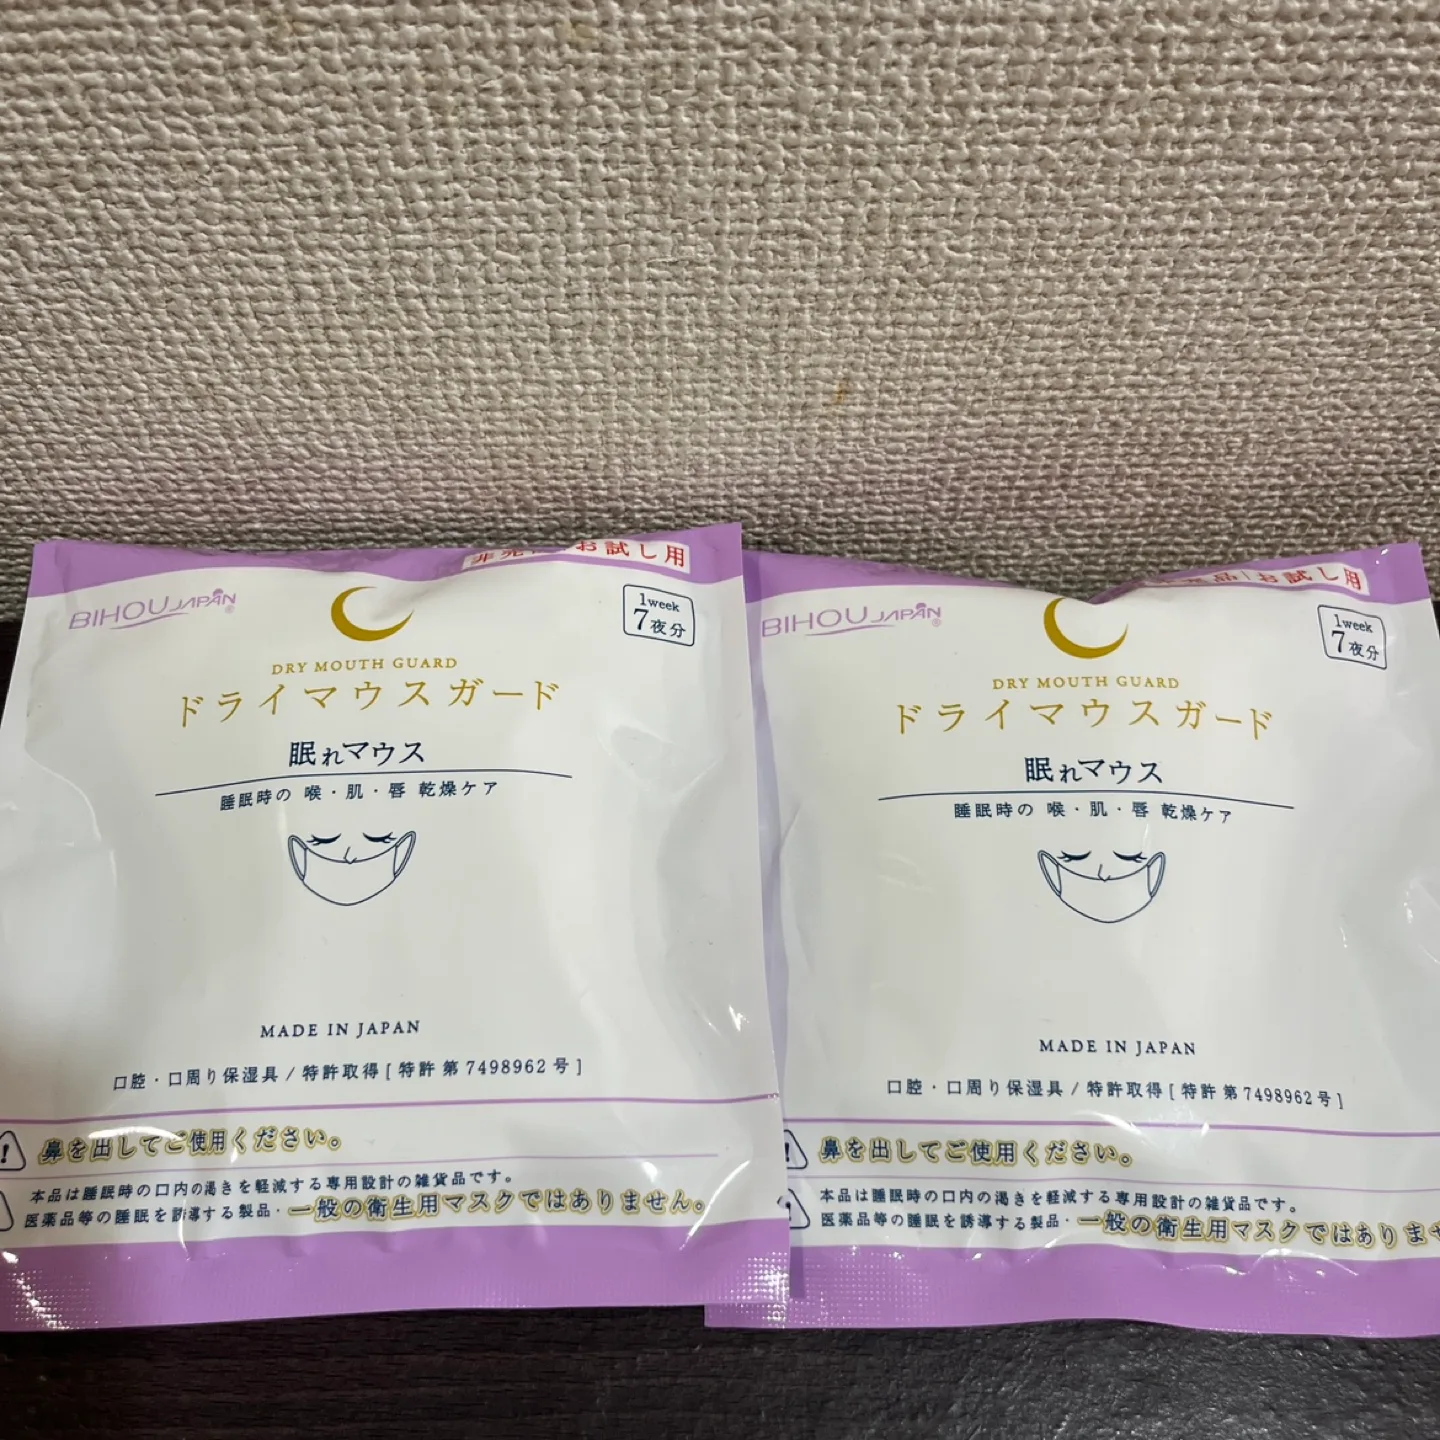 お試し用
BIHOU JAPAN
1week
7夜分
DRY MOUTH GUARD
ドライマウスガード
眠れマウス
睡眠時の 喉・肌・唇 乾燥ケア
MADE IN JAPAN
口腔・口周り保湿具/特許取得[特許 第7498962号]
鼻を出してご使用ください。
本品は睡眠時の口内の渇きを軽減する専用設計の雑貨品です。
医薬品等の睡眠を誘導する製品・一般の衛生用マスクではありません。
品 お試し用
BIHOU JAPAN
1week
7夜分
DRY MOUTH GUARD
ドライマウスガード
眠れマウス
睡眠時の 喉・肌・唇 乾燥ケア
MADE IN JAPAN
口腔・口周り保湿具/特許取得[特許 第7498962号]
鼻を出してご使用ください。
本品は睡眠時の口内の渇きを軽減する専用設計の雑貨品です。
医薬品等の睡眠を誘導する製品・一般の衛生用マスクではありませ